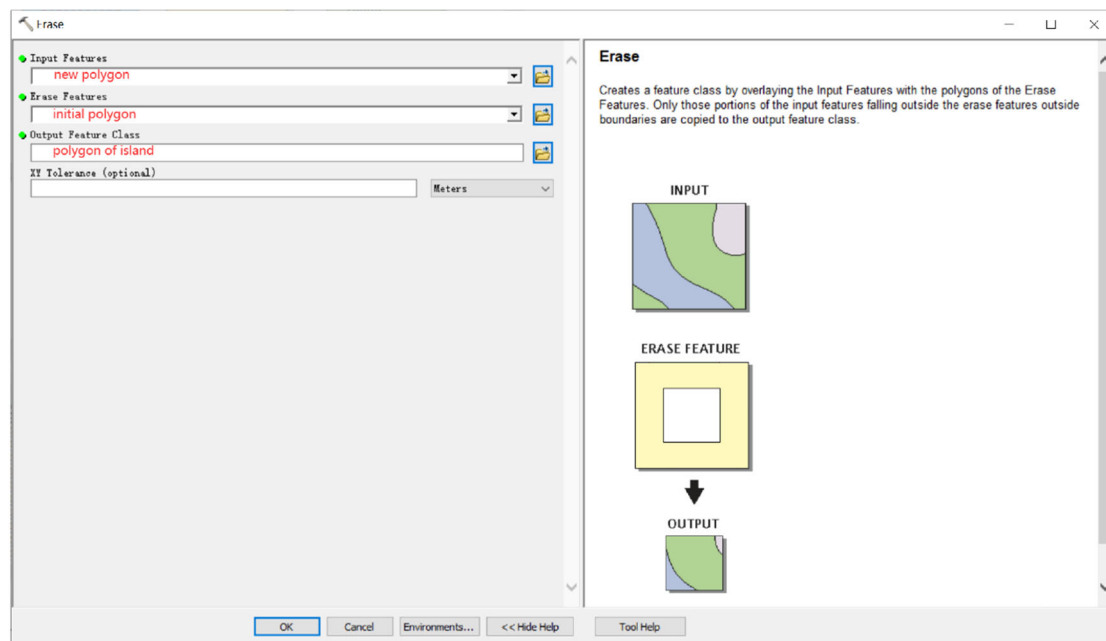 Erase
Input Features
new polygon
Erase Features
initial polygon
Output Feature Class
polygon of island
XY Tolerance (optional)
Meters
OK
Cancel
Environments...
<< Hide Help
Erase
Creates a feature class by overlaying the Input Features with the polygons of the Erase
Features. Only those portions of the input features falling outside the erase features outside
boundaries are copied to the output feature class.
INPUT
ERASE FEATURE
OUTPUT
Tool Help